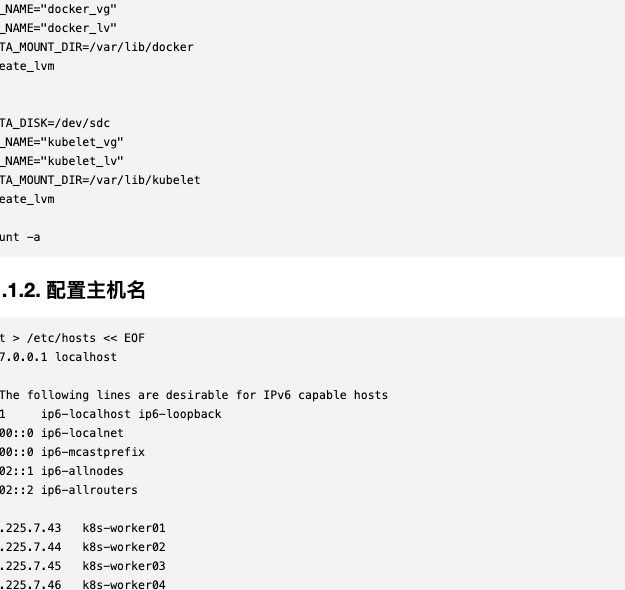 _NAME="docker_vg"
_NAME="docker_lv"
TA_MOUNT_DIR=/var/lib/docker
eate_lvm
TA_DISK=/dev/sdc
_NAME="kubelet_vg"
_NAME="kubelet_lv"
TA_MOUNT_DIR=/var/lib/kubelet
eate_lvm
unt -a
.1.2. 配置主机名
t > /etc/hosts << EOF
7.0.0.1 localhost
The following lines are desirable for IPv6 capable hosts
1     ip6-localhost ip6-loopback
00::0 ip6-localnet
00::0 ip6-mcastprefix
02::1 ip6-allnodes
02::2 ip6-allrouters
.225.7.43   k8s-worker01
.225.7.44   k8s-worker02
.225.7.45   k8s-worker03
.225.7.46   k8s-worker04